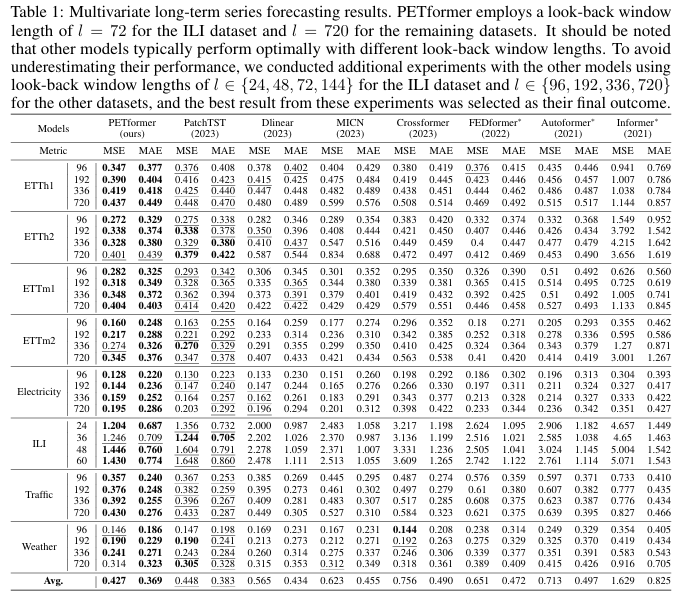 Table 1: Multivariate long-term series forecasting results. PETformer employs a look-back window
length of l = 72 for the ILI dataset and l = 720 for the remaining datasets. It should be noted
that other models typically perform optimally with different look-back window lengths. To avoid
underestimating their performance, we conducted additional experiments with the other models using
look-back window lengths of l ∈ {24, 48, 72, 144} for the ILI dataset and l ∈ {96, 192, 336, 720}
for the other datasets, and the best result from these experiments was selected as their final outcome.
Models PETformer (ours) PatchTST (2023) Dlinear (2023) MICN (2023) Crossformer (2023) FEDformer* (2022) Autoformer* (2021) Informer* (2021)
Metric MSE MAE MSE MAE MSE MAE MSE MAE MSE MAE MSE MAE MSE MAE MSE MAE
ETTh1
96 0.347 0.377 0.376 0.408 0.378 0.402 0.404 0.429 0.380 0.419 0.376 0.415 0.435 0.446 0.941 0.769
192 0.390 0.404 0.416 0.423 0.415 0.425 0.475 0.484 0.419 0.445 0.423 0.446 0.456 0.457 1.007 0.786
336 0.419 0.418 0.425 0.440 0.447 0.448 0.482 0.489 0.438 0.451 0.444 0.462 0.486 0.487 1.038 0.784
720 0.437 0.449 0.448 0.470 0.480 0.489 0.599 0.576 0.508 0.514 0.469 0.492 0.515 0.517 1.144 0.857
ETTh2
96 0.272 0.329 0.275 0.338 0.282 0.346 0.289 0.354 0.383 0.420 0.332 0.374 0.332 0.368 1.549 0.952
192 0.338 0.374 0.338 0.378 0.350 0.396 0.408 0.444 0.421 0.450 0.407 0.446 0.426 0.434 3.792 1.542
336 0.328 0.380 0.329 0.380 0.410 0.437 0.547 0.516 0.449 0.459 0.4 0.447 0.477 0.479 4.215 1.642
720 0.401 0.439 0.379 0.422 0.587 0.544 0.834 0.688 0.472 0.497 0.412 0.469 0.453 0.490 3.656 1.619
ETTm1
96 0.282 0.325 0.293 0.342 0.306 0.345 0.301 0.352 0.295 0.350 0.326 0.390 0.51 0.492 0.626 0.560
192 0.318 0.349 0.328 0.365 0.335 0.365 0.344 0.380 0.339 0.381 0.365 0.415 0.514 0.495 0.725 0.619
336 0.348 0.372 0.362 0.394 0.373 0.391 0.379 0.401 0.419 0.432 0.392 0.425 0.51 0.492 1.005 0.741
720 0.404 0.403 0.414 0.420 0.422 0.422 0.429 0.429 0.579 0.551 0.446 0.458 0.527 0.493 1.133 0.845
ETTm2
96 0.160 0.248 0.163 0.255 0.164 0.259 0.177 0.274 0.296 0.352 0.18 0.271 0.205 0.293 0.355 0.462
192 0.217 0.288 0.221 0.292 0.233 0.314 0.236 0.310 0.342 0.385 0.252 0.318 0.278 0.336 0.595 0.586
336 0.274 0.326 0.270 0.329 0.291 0.355 0.299 0.350 0.410 0.425 0.324 0.364 0.343 0.379 1.27 0.871
720 0.345 0.376 0.347 0.378 0.407 0.433 0.421 0.434 0.563 0.538 0.41 0.420 0.414 0.419 3.001 1.267
Electricity
96 0.128 0.220 0.130 0.223 0.133 0.230 0.151 0.260 0.198 0.292 0.186 0.302 0.196 0.313 0.304 0.393
192 0.144 0.236 0.147 0.240 0.147 0.244 0.165 0.276 0.266 0.330 0.197 0.311 0.211 0.324 0.327 0.417
336 0.159 0.252 0.164 0.257 0.162 0.261 0.183 0.291 0.343 0.377 0.213 0.328 0.214 0.327 0.333 0.422
720 0.195 0.286 0.203 0.292 0.196 0.294 0.201 0.312 0.398 0.422 0.233 0.344 0.236 0.342 0.351 0.427
ILI
24 1.204 0.687 1.356 0.732 2.000 0.987 2.483 1.058 3.217 1.198 2.624 1.095 2.906 1.182 4.657 1.449
36 1.246 0.709 1.244 0.705 2.202 1.026 2.370 0.987 3.136 1.199 2.516 1.021 2.585 1.038 4.65 1.463
48 1.446 0.760 1.604 0.791 2.278 1.059 2.371 1.007 3.331 1.236 2.505 1.041 3.024 1.145 5.004 1.542
60 1.430 0.774 1.648 0.860 2.478 1.111 2.513 1.055 3.609 1.265 2.742 1.122 2.761 1.114 5.071 1.543
Traffic
96 0.357 0.240 0.367 0.253 0.385 0.269 0.445 0.295 0.487 0.274 0.576 0.359 0.597 0.371 0.733 0.410
192 0.376 0.248 0.382 0.259 0.395 0.273 0.461 0.302 0.497 0.279 0.61 0.380 0.607 0.382 0.777 0.435
336 0.392 0.255 0.396 0.267 0.409 0.281 0.483 0.307 0.517 0.285 0.608 0.375 0.623 0.387 0.776 0.434
720 0.430 0.276 0.433 0.287 0.449 0.305 0.527 0.310 0.584 0.323 0.621 0.375 0.639 0.395 0.827 0.466
Weather
96 0.146 0.186 0.147 0.198 0.169 0.231 0.167 0.231 0.144 0.208 0.238 0.314 0.249 0.329 0.354 0.405
192 0.190 0.229 0.190 0.241 0.213 0.273 0.212 0.271 0.192 0.263 0.275 0.329 0.325 0.370 0.419 0.434
336 0.241 0.271 0.243 0.284 0.260 0.314 0.275 0.337 0.246 0.306 0.339 0.377 0.351 0.391 0.583 0.543
720 0.314 0.323 0.305 0.328 0.315 0.353 0.312 0.349 0.318 0.361 0.389 0.409 0.415 0.426 0.916 0.705
Avg. 0.427 0.369 0.448 0.383 0.565 0.434 0.623 0.455 0.756 0.490 0.651 0.472 0.713 0.497 1.629 0.825